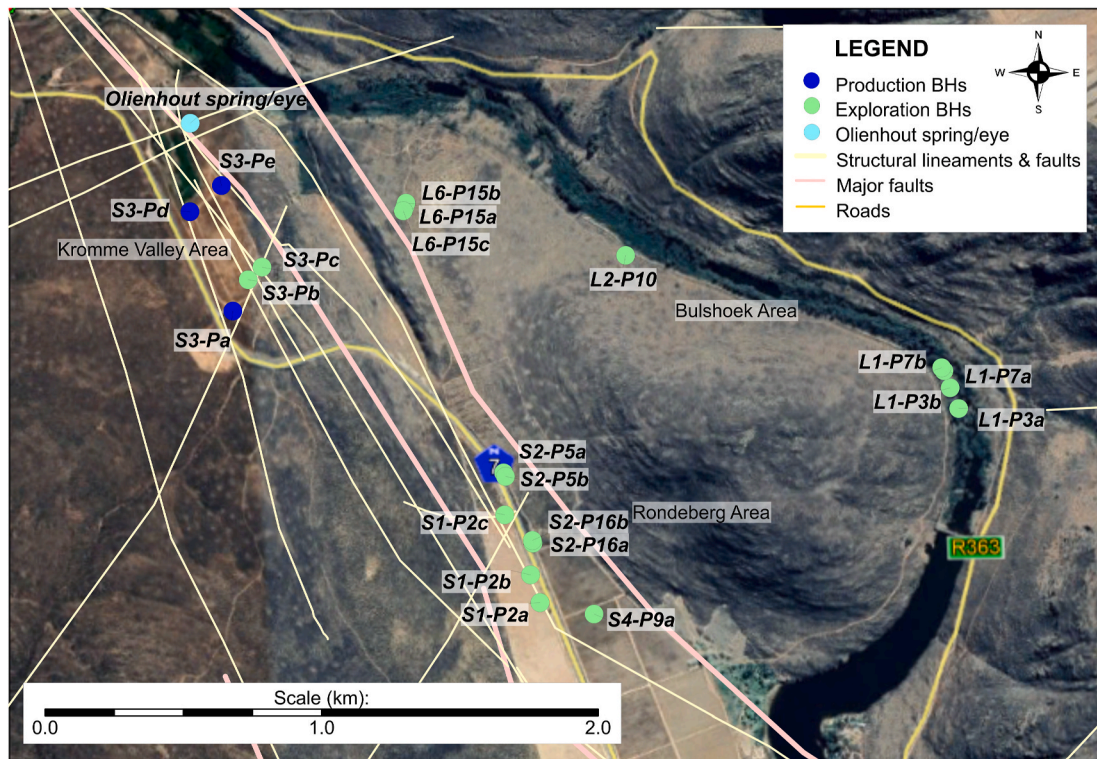 LEGEND
N
W
E
S
Production BHs
Exploration BHs
Olienhout spring/eye
Structural lineaments & faults
Major faults
Roads
Olienhout spring/eye
S3-Pe
S3-Pd
Kromme Valley Area
S3-Pc
S3-Pb
S3-Pa
L6-P15b
L6-P15a
L6-P15c
L2-P10
Bulshoek Area
L1-P7b
L1-P7a
L1-P3b
L1-P3a
N
7
S2-P5a
S2-P5b
S1-P2c
S2-P16b
Rondeberg Area
S2-P16a
R363
S1-P2b
S1-P2a
S4-P9a
Scale (km):
0.0
1.0
2.0